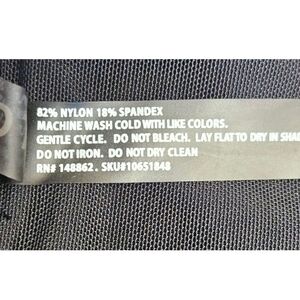 82% NYLON 18% SPANDEX
MACHINE WASH COLD WITH LIKE COLORS.
GENTLE CYCLE. DO NOT BLEACH. LAY FLAT TO DRY IN SHA
DO NOT IRON. DO NOT DRY CLEAN
RN# 148862. SKU#10651848